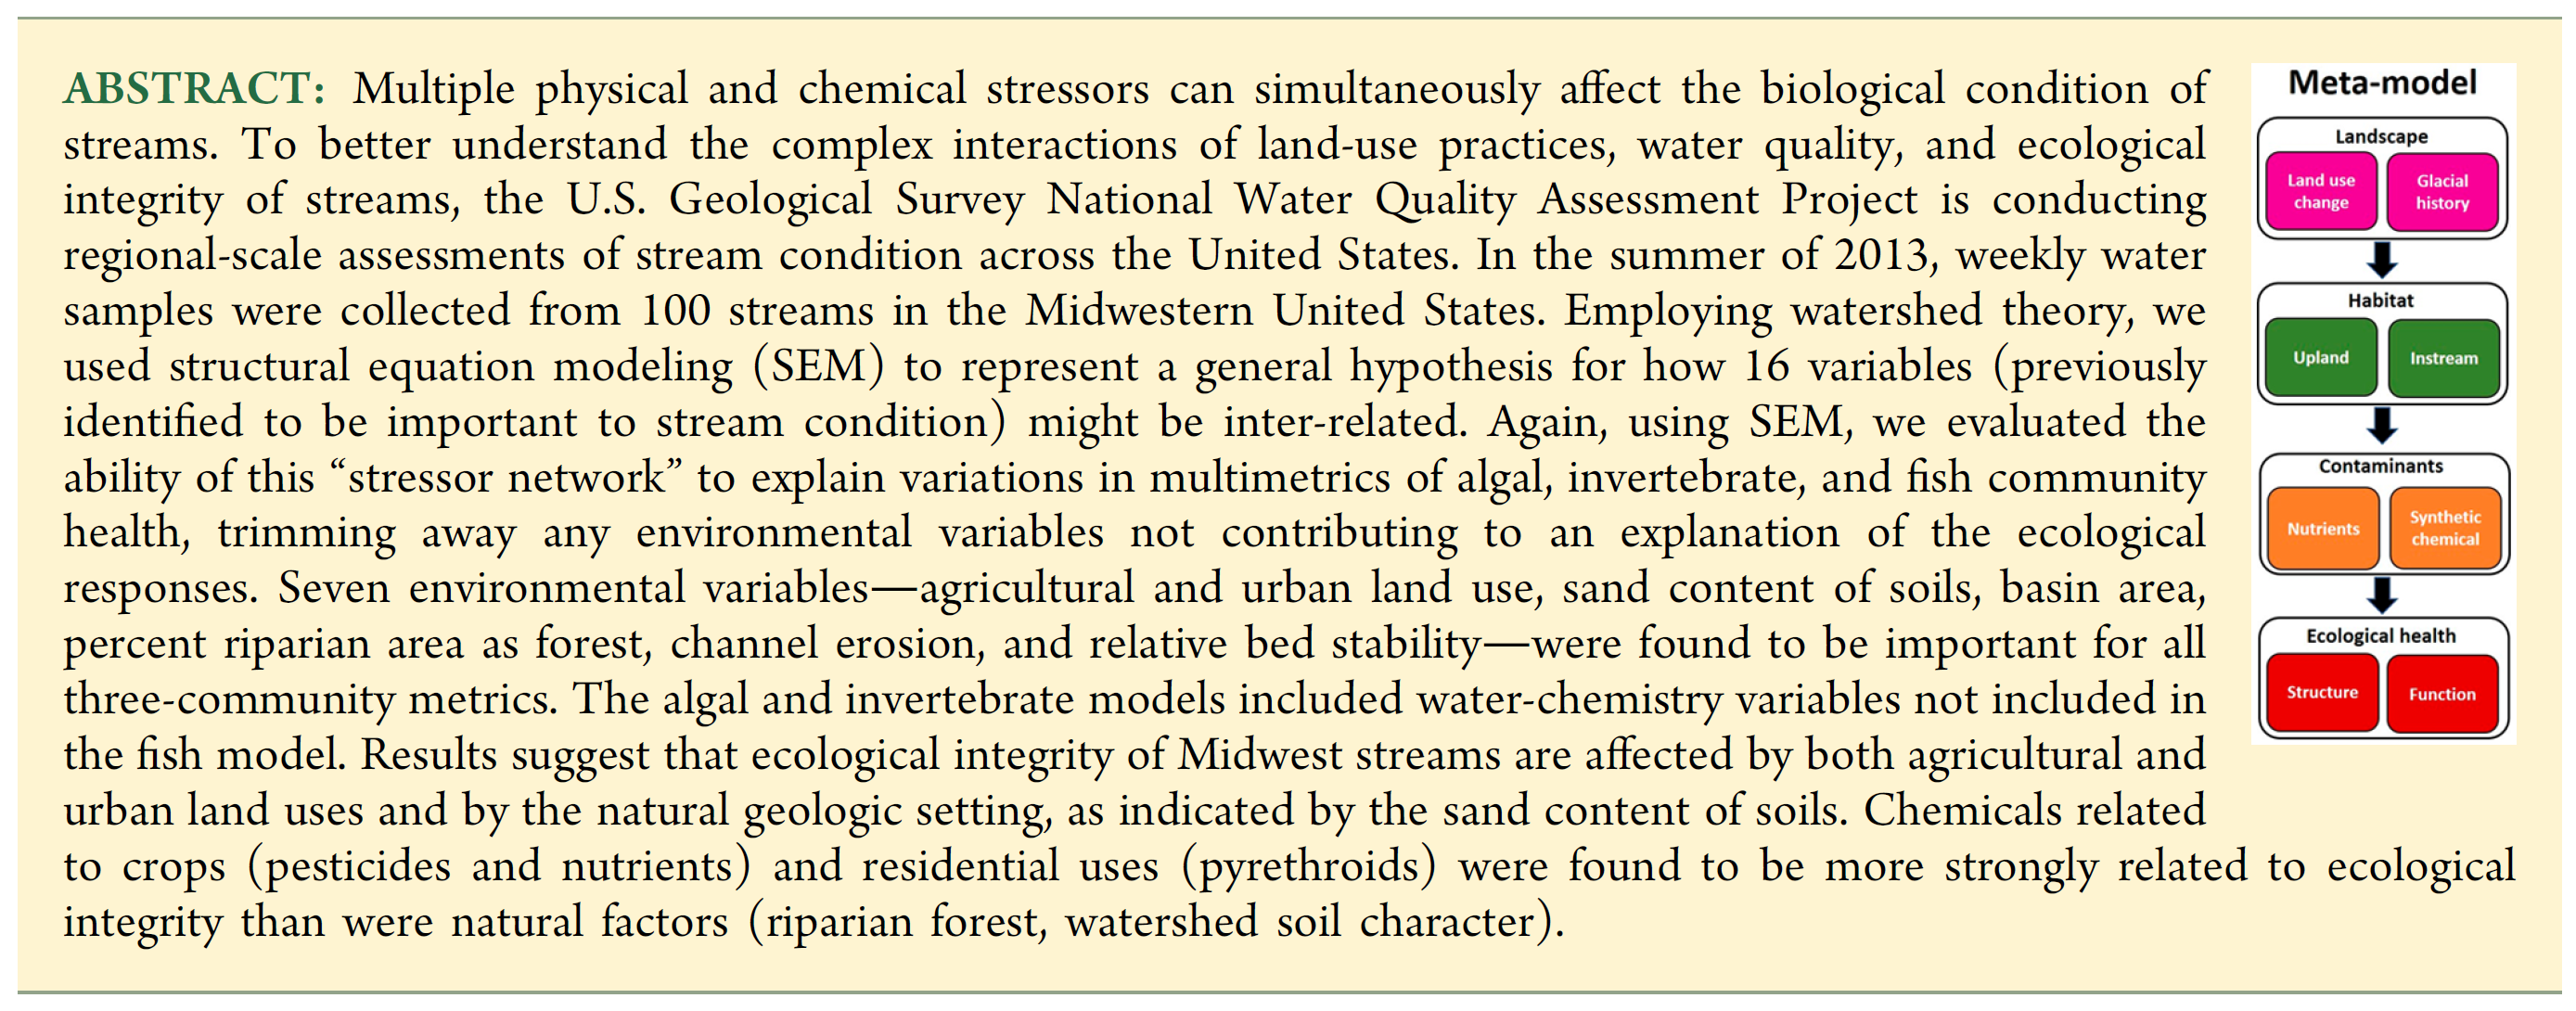 ABSTRACT: Multiple physical and chemical stressors can simultaneously affect the biological condition of
streams. To better understand the complex interactions of land-use practices, water quality, and ecological
integrity of streams, the U.S. Geological Survey National Water Quality Assessment Project is conducting
regional-scale assessments of stream condition across the United States. In the summer of 2013, weekly water
samples were collected from 100 streams in the Midwestern United States. Employing watershed theory, we
used structural equation modeling (SEM) to represent a general hypothesis for how 16 variables (previously
identified to be important to stream condition) might be inter-related. Again, using SEM, we evaluated the
ability of this “stressor network” to explain variations in multimetrics of algal, invertebrate, and fish community
health, trimming away any environmental variables not contributing to an explanation of the ecological
responses. Seven environmental variables—agricultural and urban land use, sand content of soils, basin area,
percent riparian area as forest, channel erosion, and relative bed stability—were found to be important for all
three-community metrics. The algal and invertebrate models included water-chemistry variables not included in
the fish model. Results suggest that ecological integrity of Midwest streams are affected by both agricultural and
urban land uses and by the natural geologic setting, as indicated by the sand content of soils. Chemicals related
to crops (pesticides and nutrients) and residential uses (pyrethroids) were found to be more strongly related to ecological
integrity than were natural factors (riparian forest, watershed soil character).
Meta-model
Landscape
Land use
change
Glacial
history
Habitat
Upland
Instream
Contaminants
Nutrients
Synthetic
chemical
Ecological health
Structure
Function